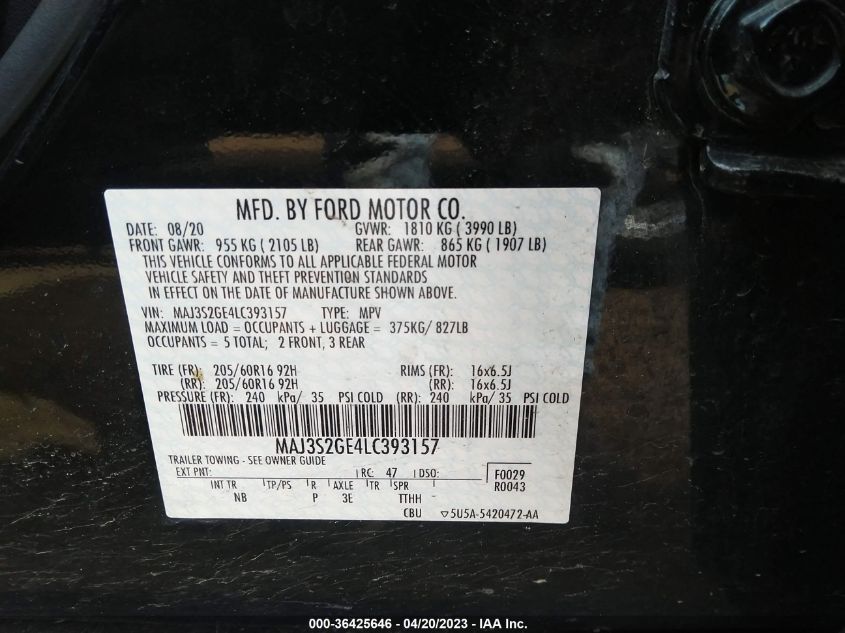 MFD. BY FORD MOTOR CO.
DATE: 08/20 GVWR: 1810 KG ( 3990 LB)
FRONT GAWR: 955 KG ( 2105 LB) REAR GAWR: 865 KG ( 1907 LB)
THIS VEHICLE CONFORMS TO ALL APPLICABLE FEDERAL MOTOR
VEHICLE SAFETY AND THEFT PREVENTION STANDARDS
IN EFFECT ON THE DATE OF MANUFACTURE SHOWN ABOVE.
VIN: MAJ3S2GE4LC393157 TYPE: MPV
MAXIMUM LOAD = OCCUPANTS + LUGGAGE = 375KG/ 827LB
OCCUPANTS = 5 TOTAL; 2 FRONT, 3 REAR
TIRE (FR): 205/60R16 92H RIMS (FR): 16x6.5J
(RR): 205/60R16 92H (RR): 16x6.5J
PRESSURE (FR): 240 kPa/ 35 PSI COLD (RR): 240 kPa/ 35 PSI COLD
MAJ3S2GE4LC393157
TRAILER TOWING - SEE OWNER GUIDE
EXT PNT: RC: 47 DSO: F0029
R0043
INT TR TP/PS R AXLE TR SPR
NB P 3E TTHH
CBU ▽5U5A-5420472-AA
000-36425646 - 04/20/2023 - IAA Inc.